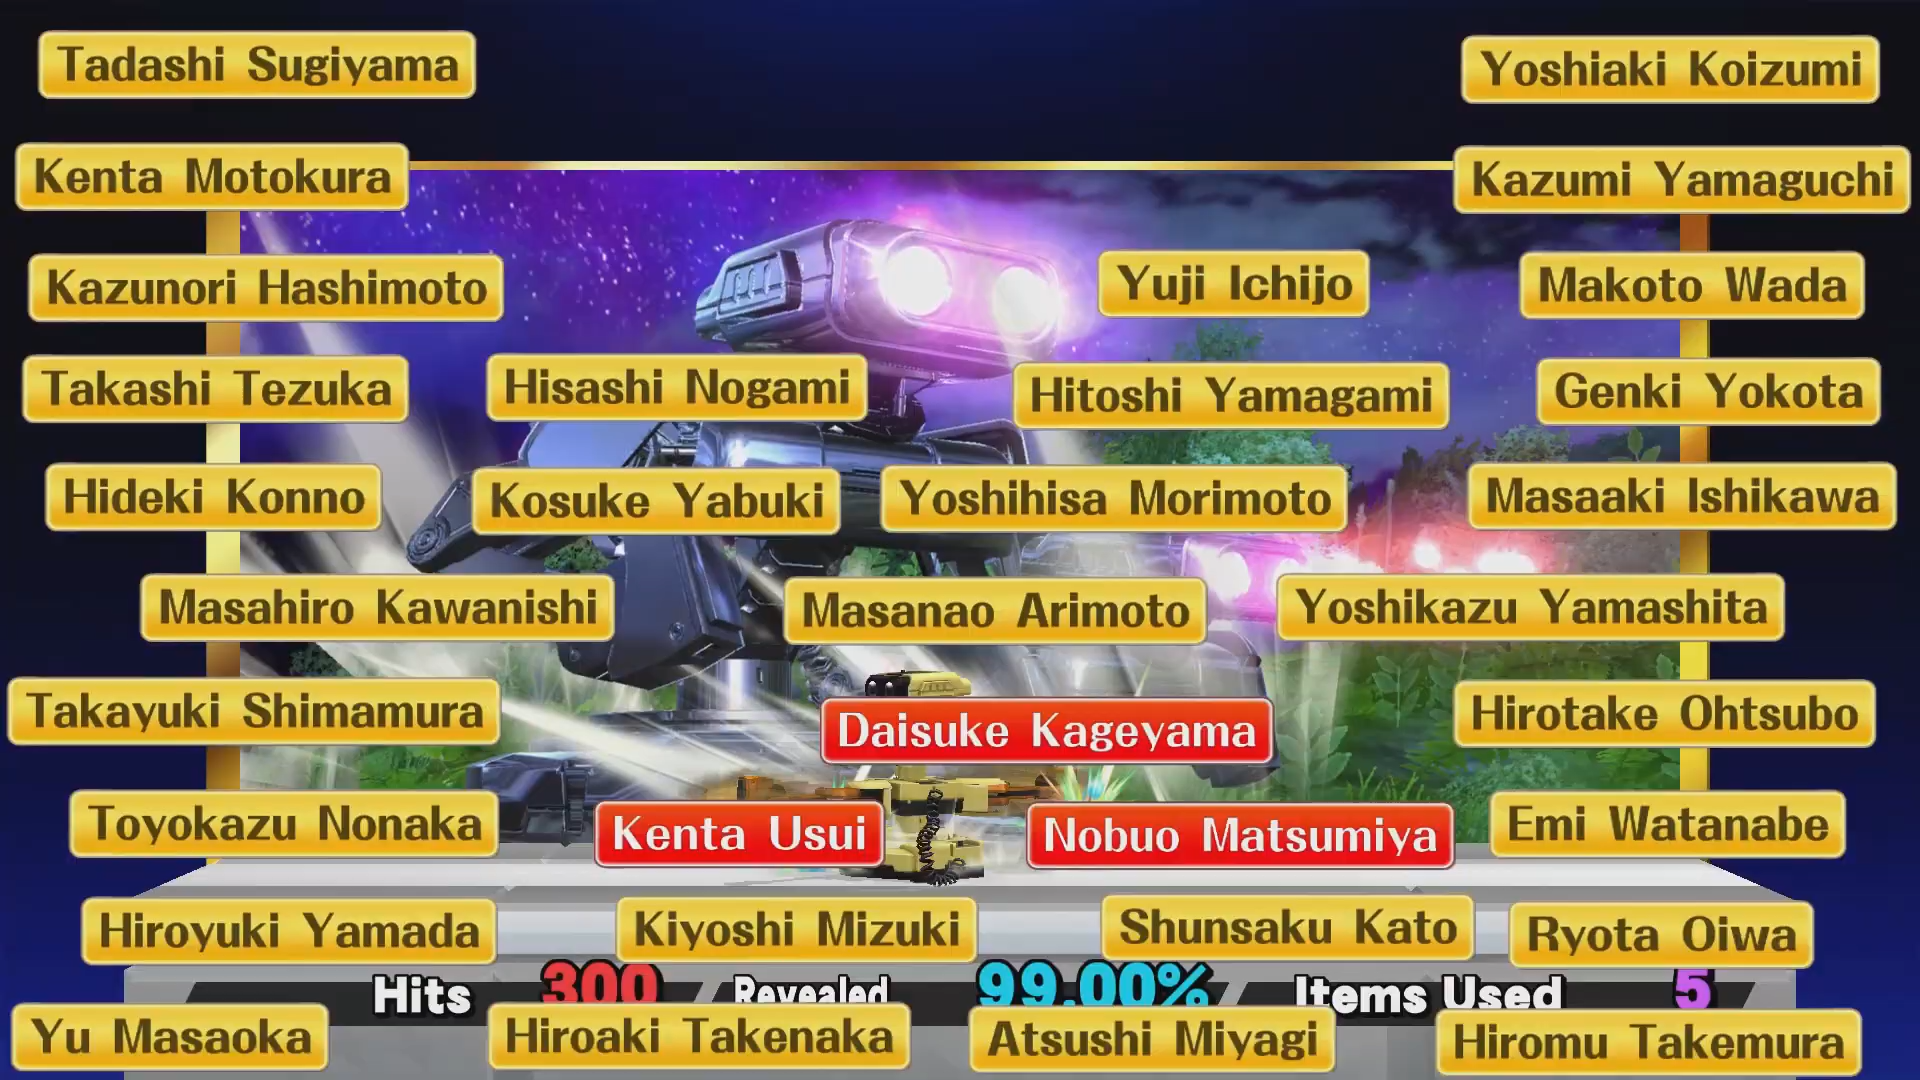 Tadashi Sugiyama
Yoshiaki Koizumi
Kenta Motokura
Kazumi Yamaguchi
Kazunori Hashimoto
Yuji Ichijo
Makoto Wada
Takashi Tezuka
Hisashi Nogami
Hitoshi Yamagami
Genki Yokota
Hideki Konno
Kosuke Yabuki
Yoshihisa Morimoto
Masaaki Ishikawa
Masahiro Kawanishi
Masanao Arimoto
Yoshikazu Yamashita
Takayuki Shimamura
Daisuke Kageyama
Hirotake Ohtsubo
Toyokazu Nonaka
Kenta Usui
Nobuo Matsumiya
Emi Watanabe
Hiroyuki Yamada
Kiyoshi Mizuki
Shunsaku Kato
Ryota Oiwa
Hits 300 Revealed 99.00% Items Used 5
Yu Masaoka
Hiroaki Takenaka
Atsushi Miyagi
Hiromu Takemura